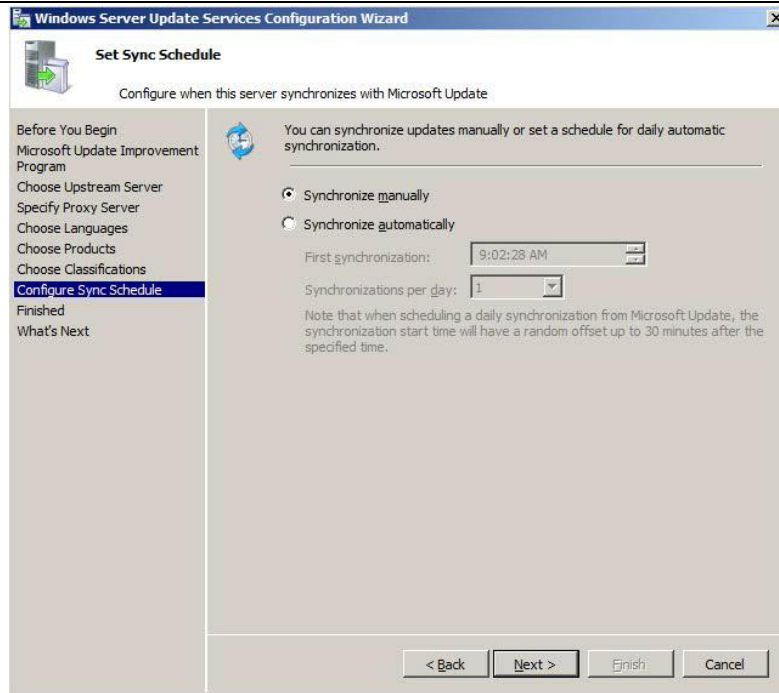 Windows Server Update Services Configuration Wizard
Set Sync Schedule
Configure when this server synchronizes with Microsoft Update
Before You Begin
Microsoft Update Improvement
Program
Choose Upstream Server
Specify Proxy Server
Choose Languages
Choose Products
Choose Classifications
Configure Sync Schedule
Finished
What's Next
You can synchronize updates manually or set a schedule for daily automatic
synchronization.
Synchronize manually
Synchronize automatically
First synchronization: 9:02:28 AM
Synchronizations per day: 1
Note that when scheduling a daily synchronization from Microsoft Update, the
synchronization start time will have a random offset up to 30 minutes after the
specified time.
< Back Next > Finish Cancel